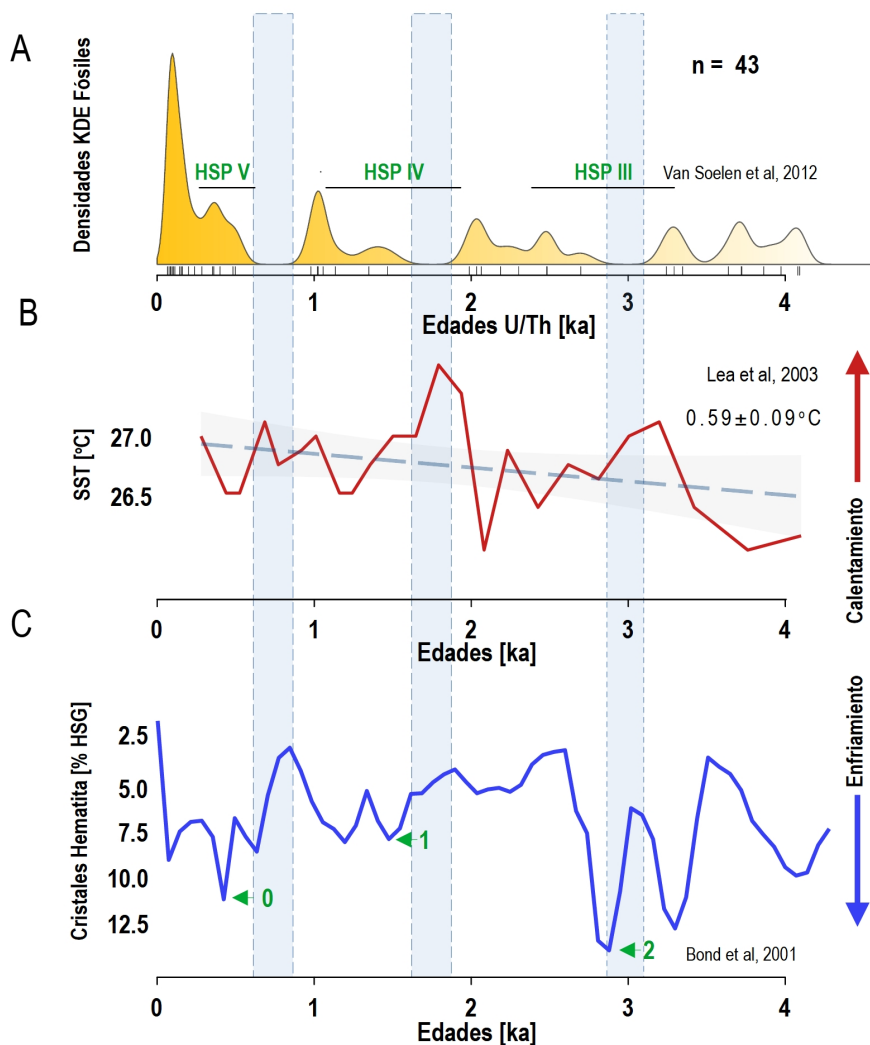 A
Densidades KDE Fósiles
n = 43
HSP V
HSP IV
HSP III
Van Soelen et al, 2012
0
1
2
3
4
Edades U/Th [ka]
B
SST [ºC]
27.0
26.5
Lea et al, 2003
0.59±0.09ºC
Calentamiento
0
1
2
3
4
Edades [ka]
C
Cristales Hematita [% HSG]
2.5
5.0
7.5
10.0
12.5
0
1
2
Bond et al, 2001
Enfriamiento
0
1
2
3
4
Edades [ka]